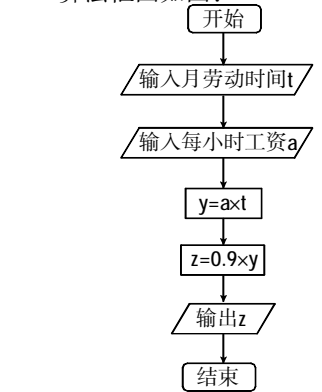 开始
输入月劳动时间t
输入每小时工资a
y=a×t
z=0.9×y
输出z
结束